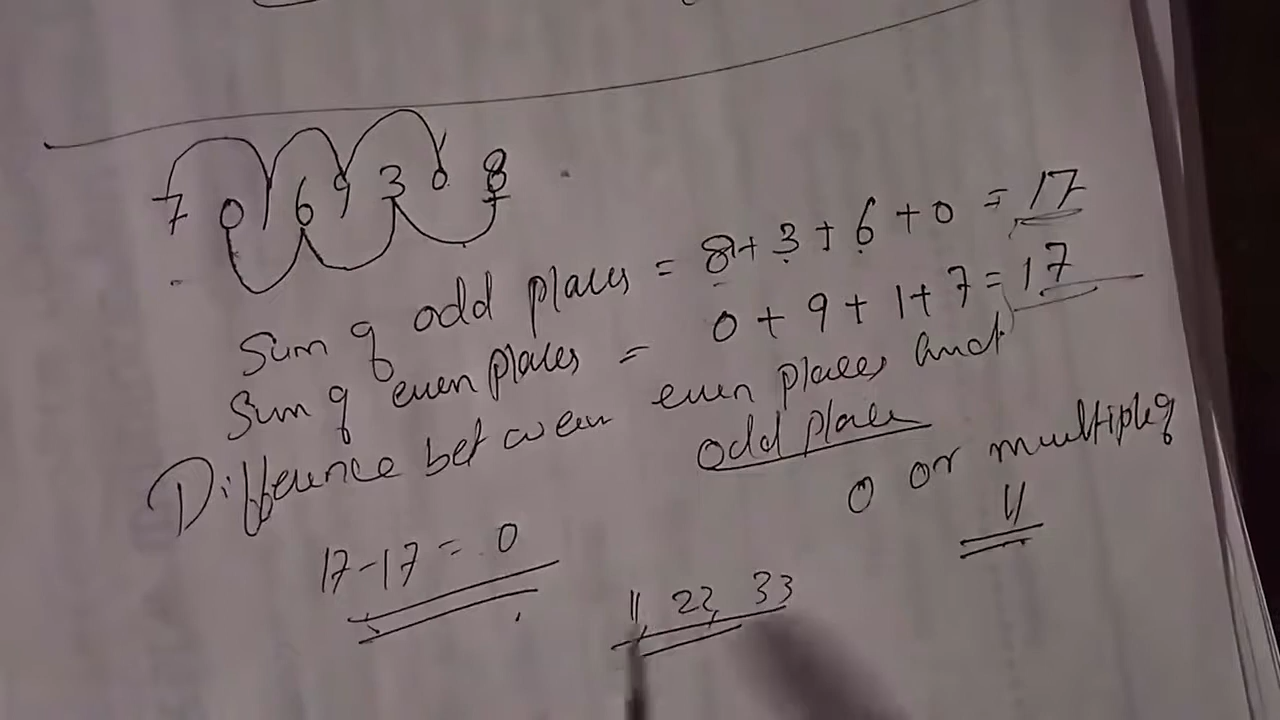 7 0 1 6 9 3 0 8
Sum of odd places = 8 + 3 + 6 + 0 = 17
Sum of even places = 0 + 9 + 1 + 7 = 17
Difference between even places and
odd places
0 or multiple of
11
17 - 17 = 0
11, 22, 33